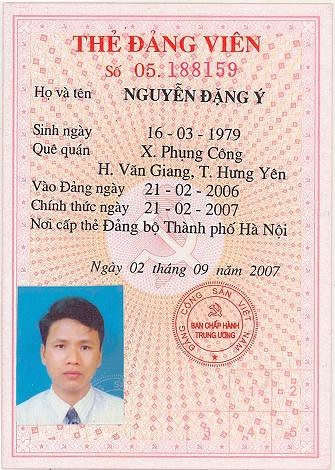 THẺ ĐẢNG VIÊN
Số 05.188159
Họ và tên NGUYỄN ĐẶNG Ý
Sinh ngày 16 - 03 - 1979
Quê quán X. Phụng Công
H. Văn Giang, T. Hưng Yên
Vào Đảng ngày 21 - 02 - 2006
Chính thức ngày 21 - 02 - 2007
Nơi cấp thẻ Đảng bộ Thành phố Hà Nội
Ngày 02 tháng 09 năm 2007
ĐẢNG CỘNG SẢN VIỆT NAM
BAN CHẤP HÀNH
TRUNG ƯƠNG